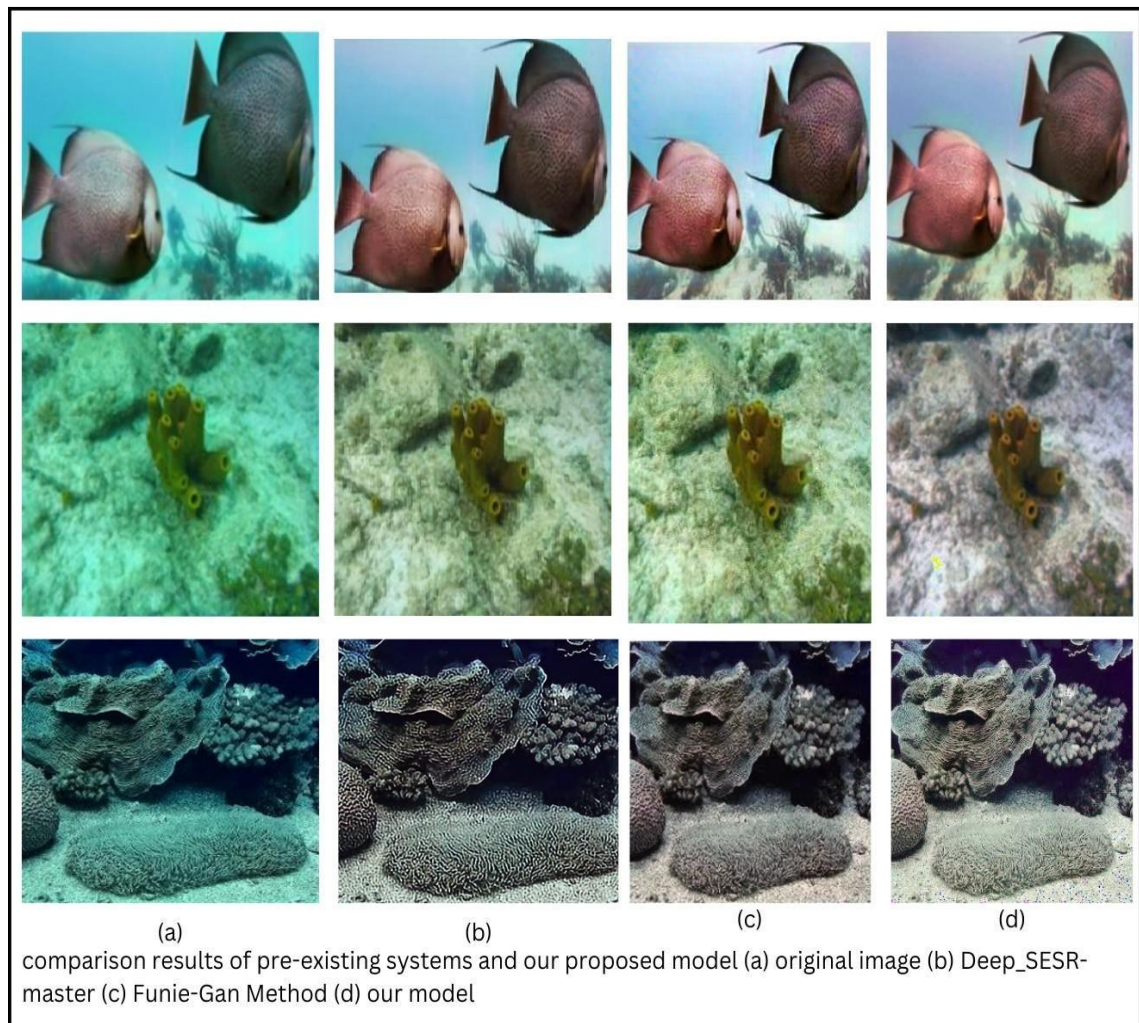 (a) (b) (c) (d)
comparison results of pre-existing systems and our proposed model (a) original image (b) Deep_SESR-
master (c) Funie-Gan Method (d) our model